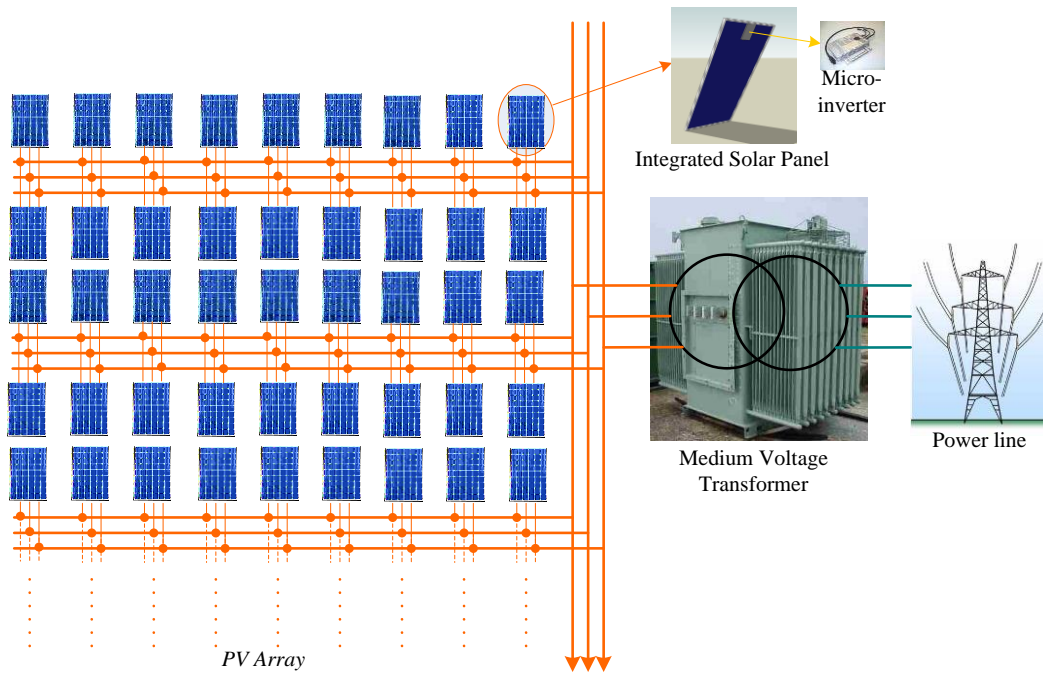 Micro-
inverter
Integrated Solar Panel
Medium Voltage
Transformer
Power line
PV Array